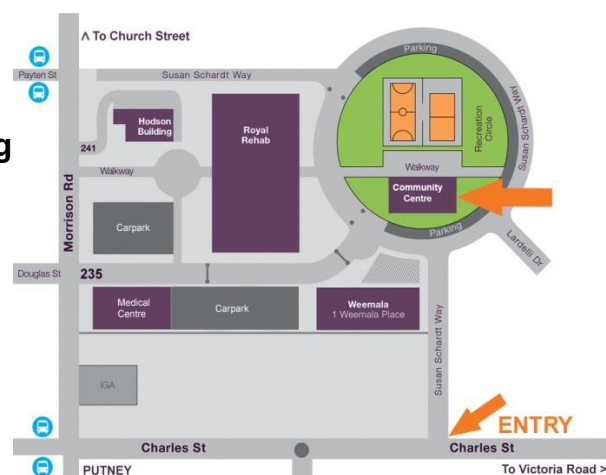 Λ To Church Street
Parking
Payten St
Susan Schardt Way
Hodson
Building
Royal
Rehab
Recreation
Circle
Susan Schardt Way
g
241
Walkway
Walkway
Community
Centre
Morrison Rd
Carpark
Parking
Lardelli Dr
Douglas St
235
Medical
Centre
Carpark
Weemala
1 Weemala Place
Susan Schardt Way
IGA
ENTRY
Charles St
Charles St
PUTNEY
To Victoria Road >